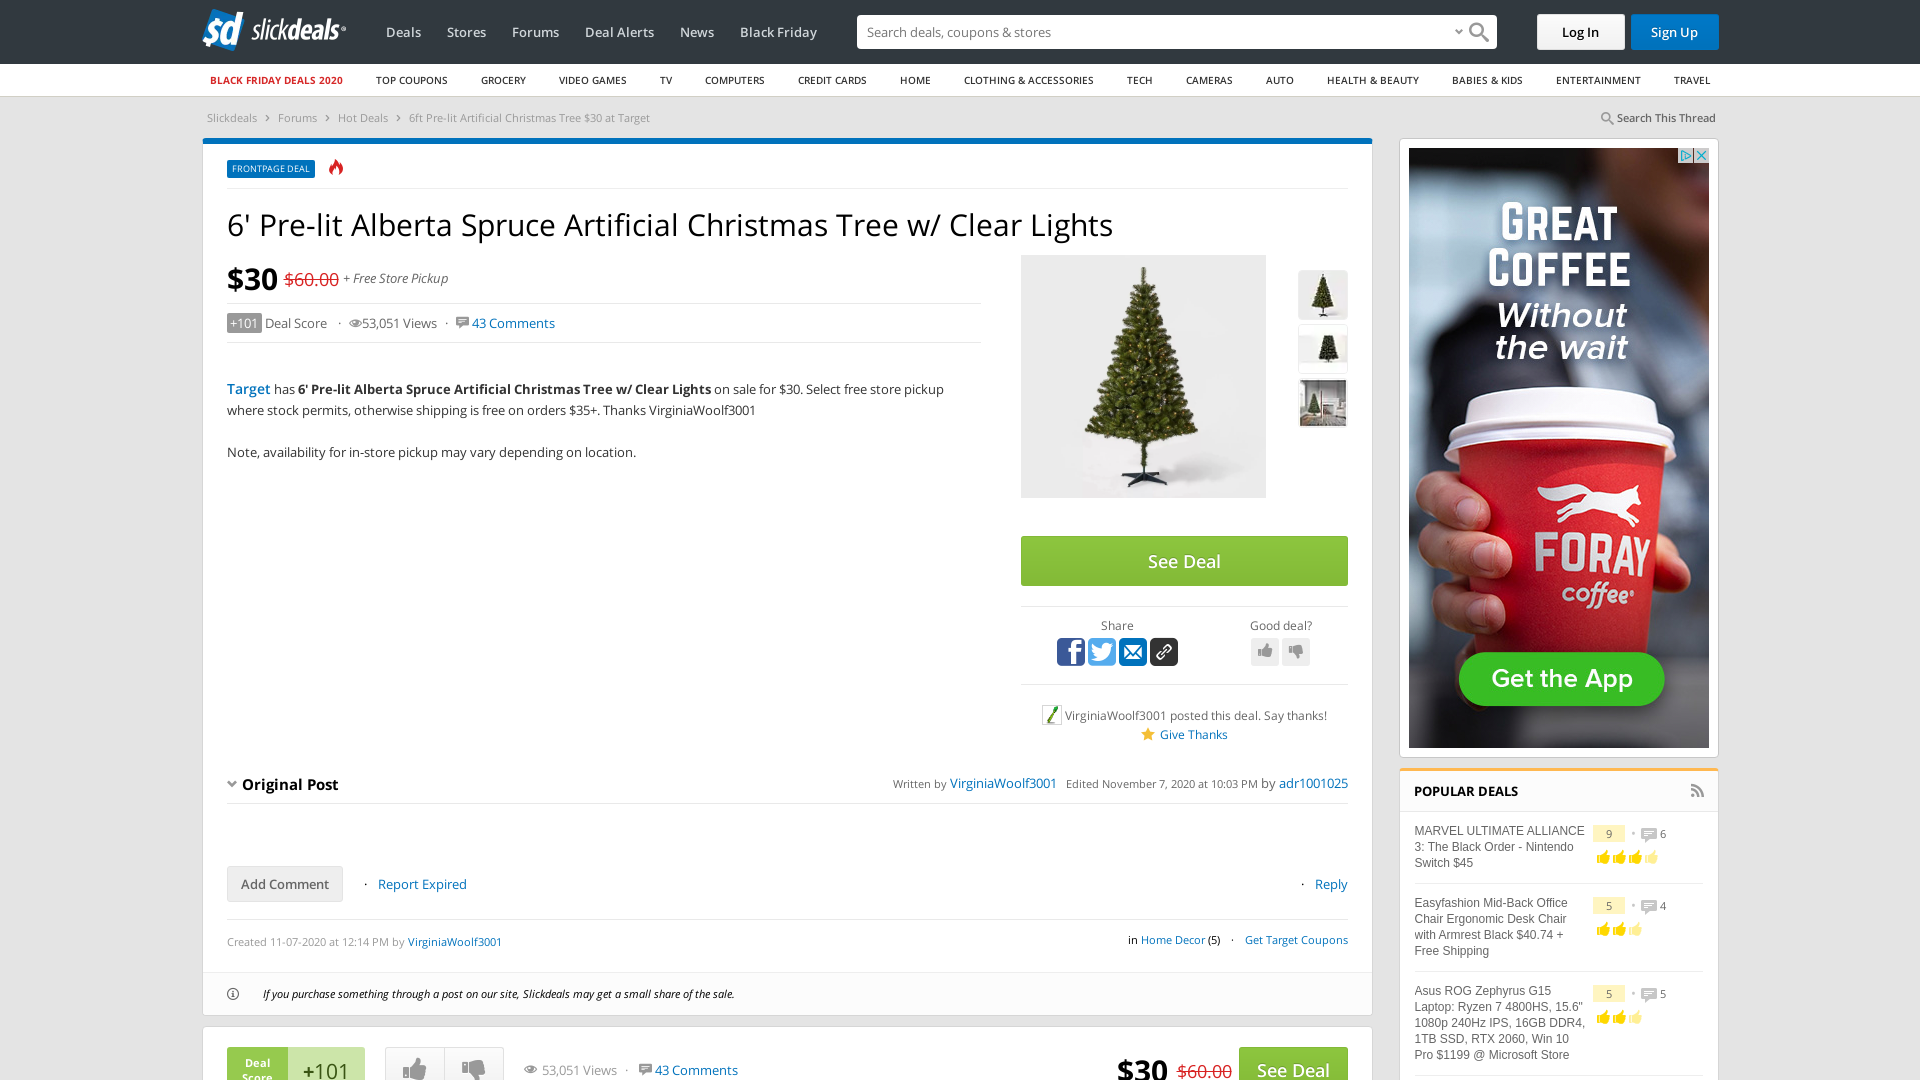 slickdeals
Deals
Stores
Forums
Deal Alerts
News
Black Friday
Search deals, coupons & stores
Log In
Sign Up
BLACK FRIDAY DEALS 2020
TOP COUPONS
GROCERY
VIDEO GAMES
TV
COMPUTERS
CREDIT CARDS
HOME
CLOTHING & ACCESSORIES
TECH
CAMERAS
AUTO
HEALTH & BEAUTY
BABIES & KIDS
ENTERTAINMENT
TRAVEL
Slickdeals › Forums › Hot Deals › 6ft Pre-lit Artificial Christmas Tree $30 at Target
Search This Thread
FRONTPAGE DEAL
6' Pre-lit Alberta Spruce Artificial Christmas Tree w/ Clear Lights
$30 $60.00 + Free Store Pickup
+101 Deal Score · 53,051 Views · 43 Comments
Target has 6' Pre-lit Alberta Spruce Artificial Christmas Tree w/ Clear Lights on sale for $30. Select free store pickup
where stock permits, otherwise shipping is free on orders $35+. Thanks VirginiaWoolf3001
Note, availability for in-store pickup may vary depending on location.
See Deal
Share
Good deal?
VirginiaWoolf3001 posted this deal. Say thanks!
Give Thanks
Original Post
Written by VirginiaWoolf3001 Edited November 7, 2020 at 10:03 PM by adr1001025
Add Comment · Report Expired
· Reply
Created 11-07-2020 at 12:14 PM by VirginiaWoolf3001
in Home Decor (5) · Get Target Coupons
If you purchase something through a post on our site, Slickdeals may get a small share of the sale.
Deal
Score
+101
53,051 Views · 43 Comments
$30 $60.00
See Deal
GREAT
COFFEE
Without
the wait
FORAY
coffee®
Get the App
POPULAR DEALS
MARVEL ULTIMATE ALLIANCE
3: The Black Order - Nintendo
Switch $45
9 • 6
Easyfashion Mid-Back Office
Chair Ergonomic Desk Chair
with Armrest Black $40.74 +
Free Shipping
5 • 4
Asus ROG Zephyrus G15
Laptop: Ryzen 7 4800HS, 15.6"
1080p 240Hz IPS, 16GB DDR4,
1TB SSD, RTX 2060, Win 10
Pro $1199 @ Microsoft Store
5 • 5